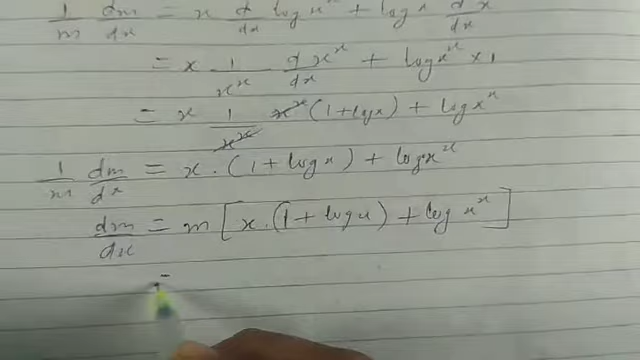 1/m dm/dx = x d/dx log x^x + log x d/dx x
= x 1/x^x d/dx x^x + log x^x × 1
= x 1/x^x x^x (1 + log x) + log x^x
1/m dm/dx = x . (1 + log x) + log x^x
dm/dx = m [ x . (1 + log x) + log x^x ]
=